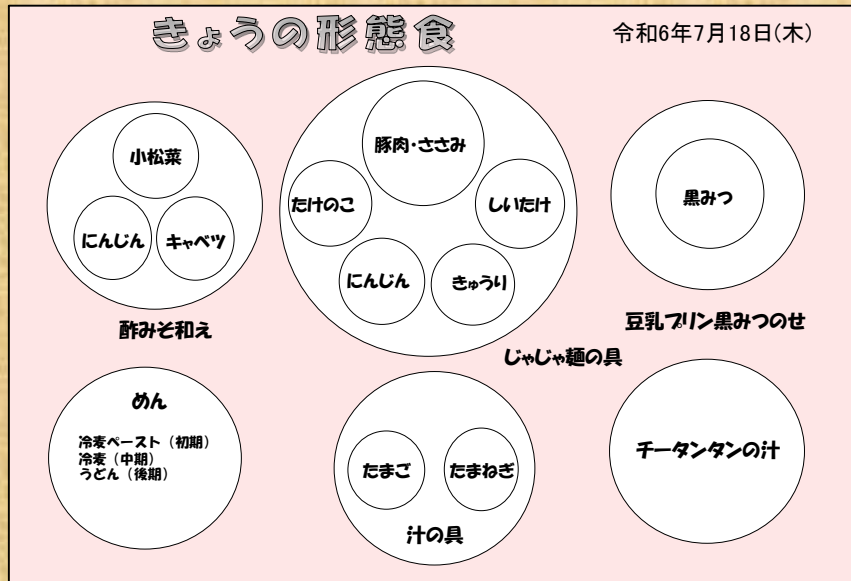 きょうの形態食
令和6年7月18日(木)
小松菜
にんじん
キャベツ
酢みそ和え
豚肉・ささみ
たけのこ
しいたけ
にんじん
きゅうり
じゃじゃ麺の具
黒みつ
豆乳プリン黒みつのせ
めん
冷麦ペースト（初期）
冷麦（中期）
うどん（後期）
たまご
たまねぎ
汁の具
チータンタンの汁